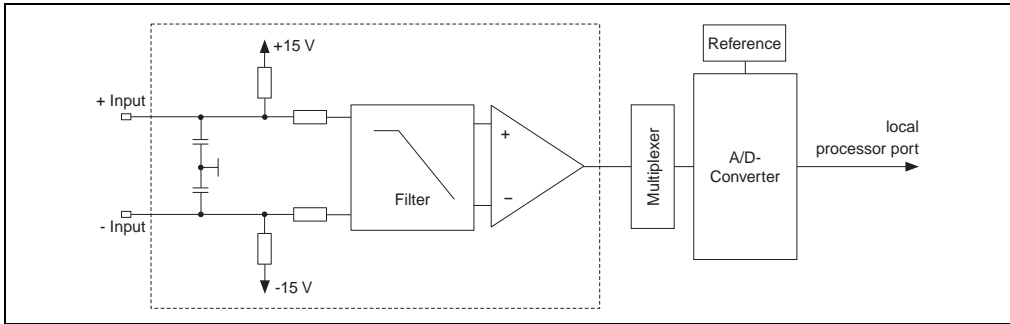 +15 V
Reference
+ Input
local
processor port
+
Multiplexer
A/D-
Converter
Filter
−
- Input
-15 V